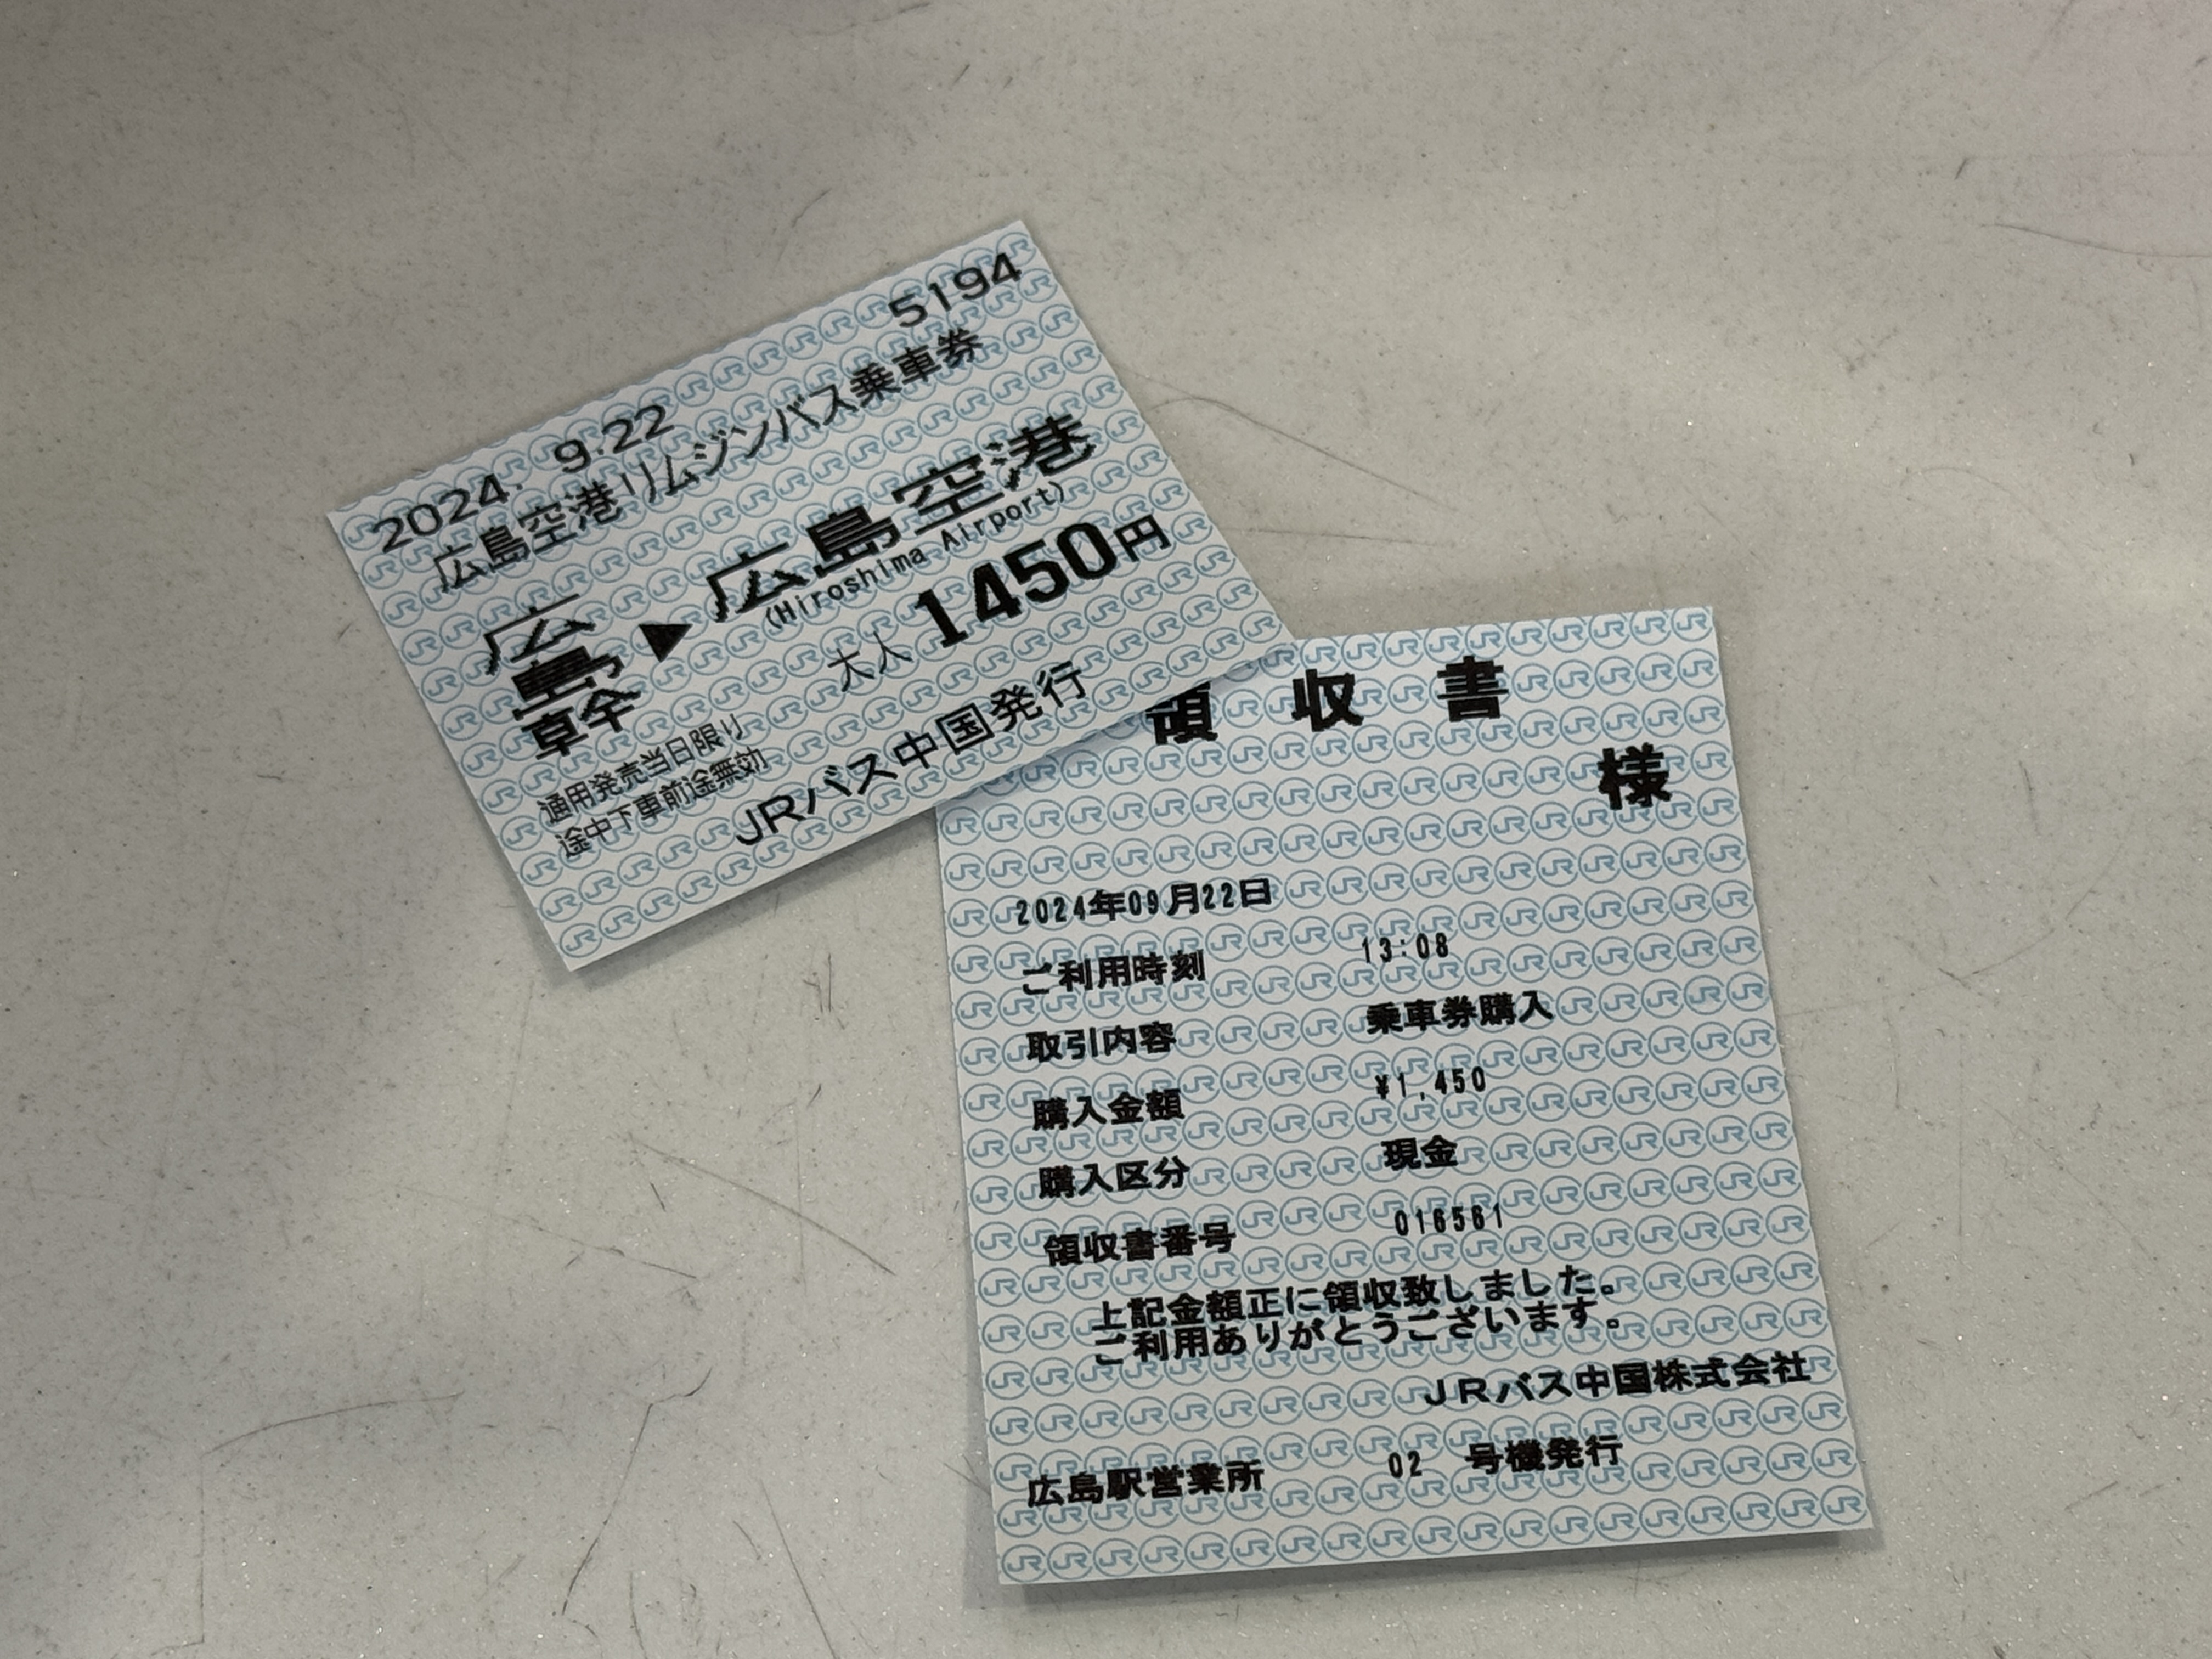 2024. 9.22 5194
広島空港リムジンバス乗車券
広島 ▶ 広島空港
(Hiroshima Airport)
大人 1450円
通用発売当日限り
途中下車前途無効
JRバス中国発行
領 収 書
様
2024年09月22日
ご利用時刻 13:08
取引内容 乗車券購入
購入金額 ¥1,450
購入区分 現金
領収書番号 016561
上記金額正に領収致しました。
ご利用ありがとうございます。
JRバス中国株式会社
広島駅営業所 02 号機発行